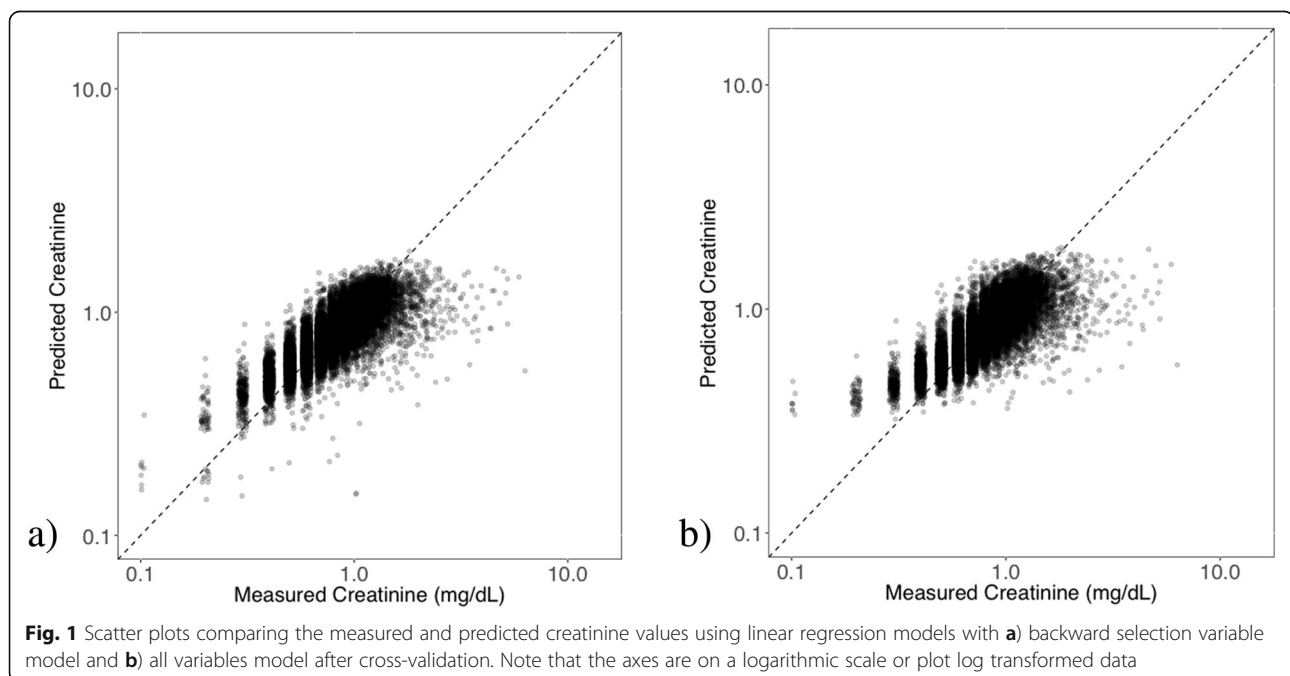 10.0
1.0
0.1
Predicted Creatinine
a)
0.1 1.0 10.0
Measured Creatinine (mg/dL)
10.0
1.0
0.1
Predicted Creatinine
b)
0.1 1.0 10.0
Measured Creatinine (mg/dL)
Fig. 1 Scatter plots comparing the measured and predicted creatinine values using linear regression models with a) backward selection variable
model and b) all variables model after cross-validation. Note that the axes are on a logarithmic scale or plot log transformed data